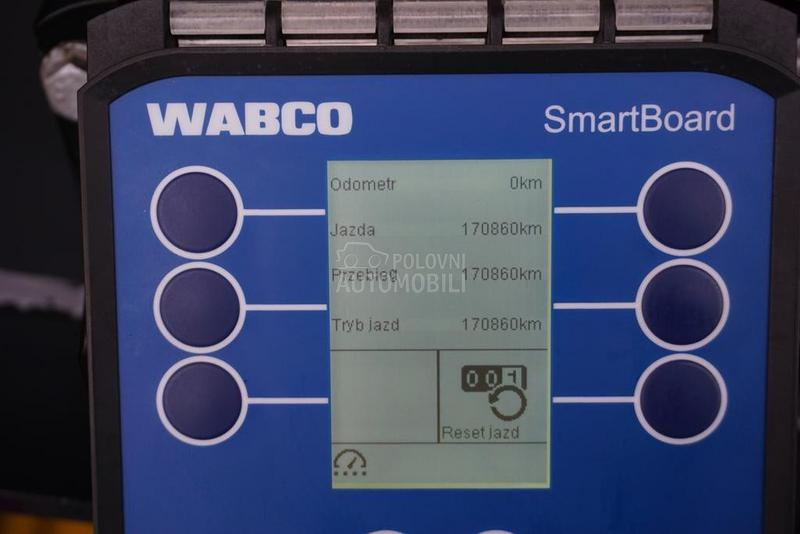 WABCO SmartBoard
Odometr 0km
Jazda 170860km
POLOVNI
Przebieg 170860km
AUTOMOBILI
Tryb jazd 170860km
001
Reset jazd